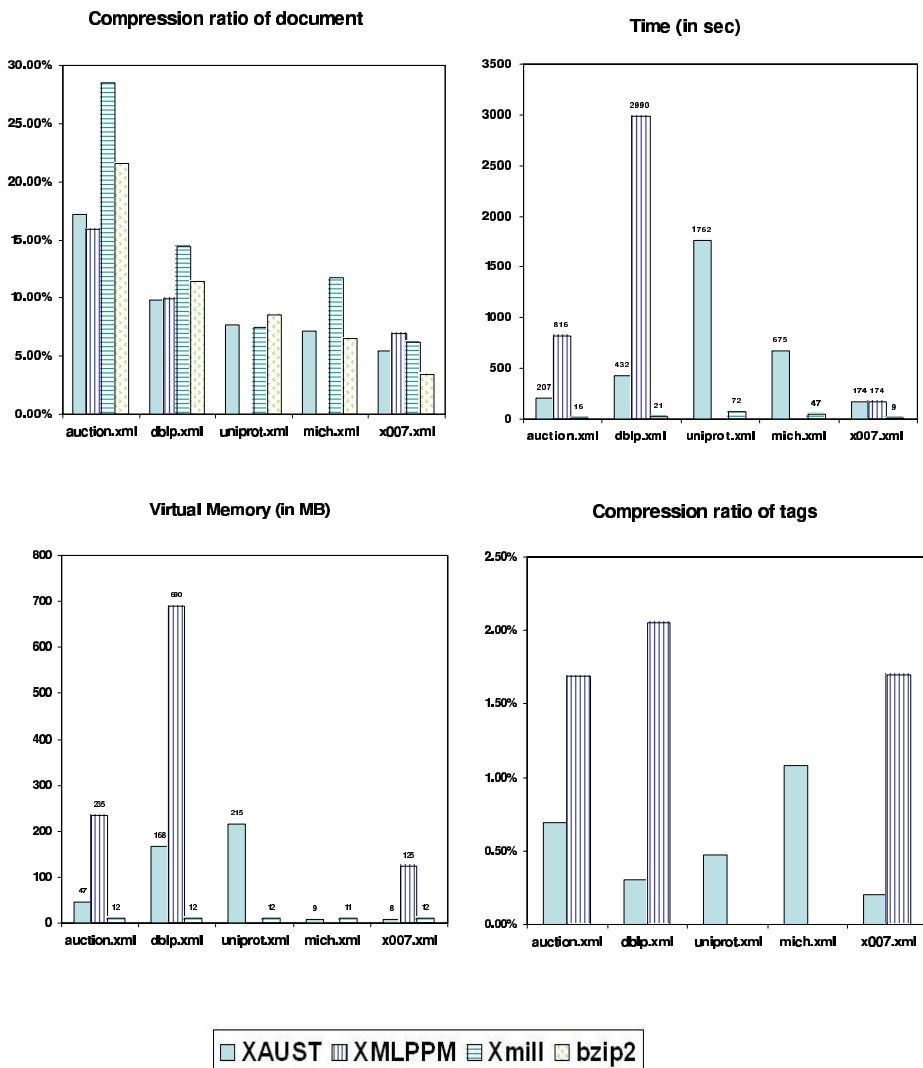 Compression ratio of document
30.00%
25.00%
20.00%
15.00%
10.00%
5.00%
0.00%
auction.xml dblp.xml uniprot.xml mich.xml x007.xml
Time (in sec)
3500
3000
2500
2000
1500
1000
500
0
207 816 16 432 2990 21 1762 72 675 47 174 174 9
auction.xml dblp.xml uniprot.xml mich.xml x007.xml
Virtual Memory (in MB)
800
700
600
500
400
300
200
100
0
47 235 12 168 690 12 215 12 9 11 8 125 12
auction.xml dblp.xml uniprot.xml mich.xml x007.xml
Compression ratio of tags
2.50%
2.00%
1.50%
1.00%
0.50%
0.00%
auction.xml dblp.xml uniprot.xml mich.xml x007.xml
XAUST XMLPPM Xmill bzip2